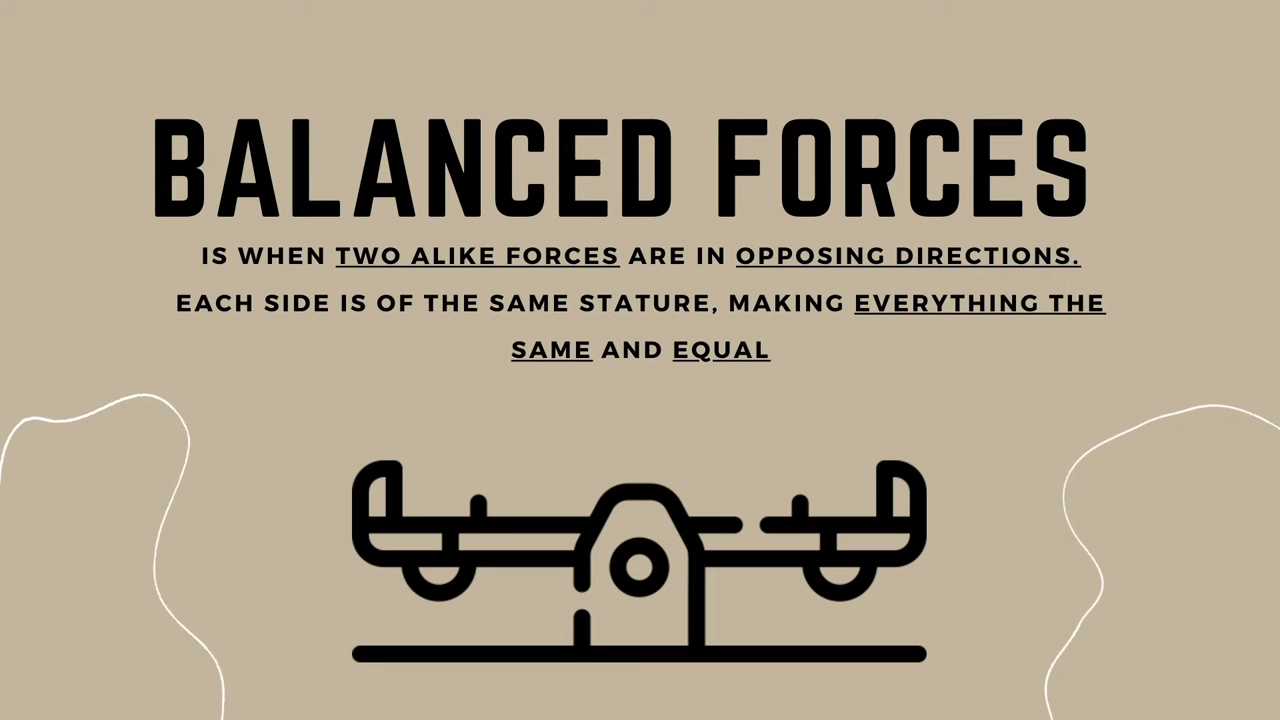 BALANCED FORCES
IS WHEN TWO ALIKE FORCES ARE IN OPPOSING DIRECTIONS.
EACH SIDE IS OF THE SAME STATURE, MAKING EVERYTHING THE
SAME AND EQUAL